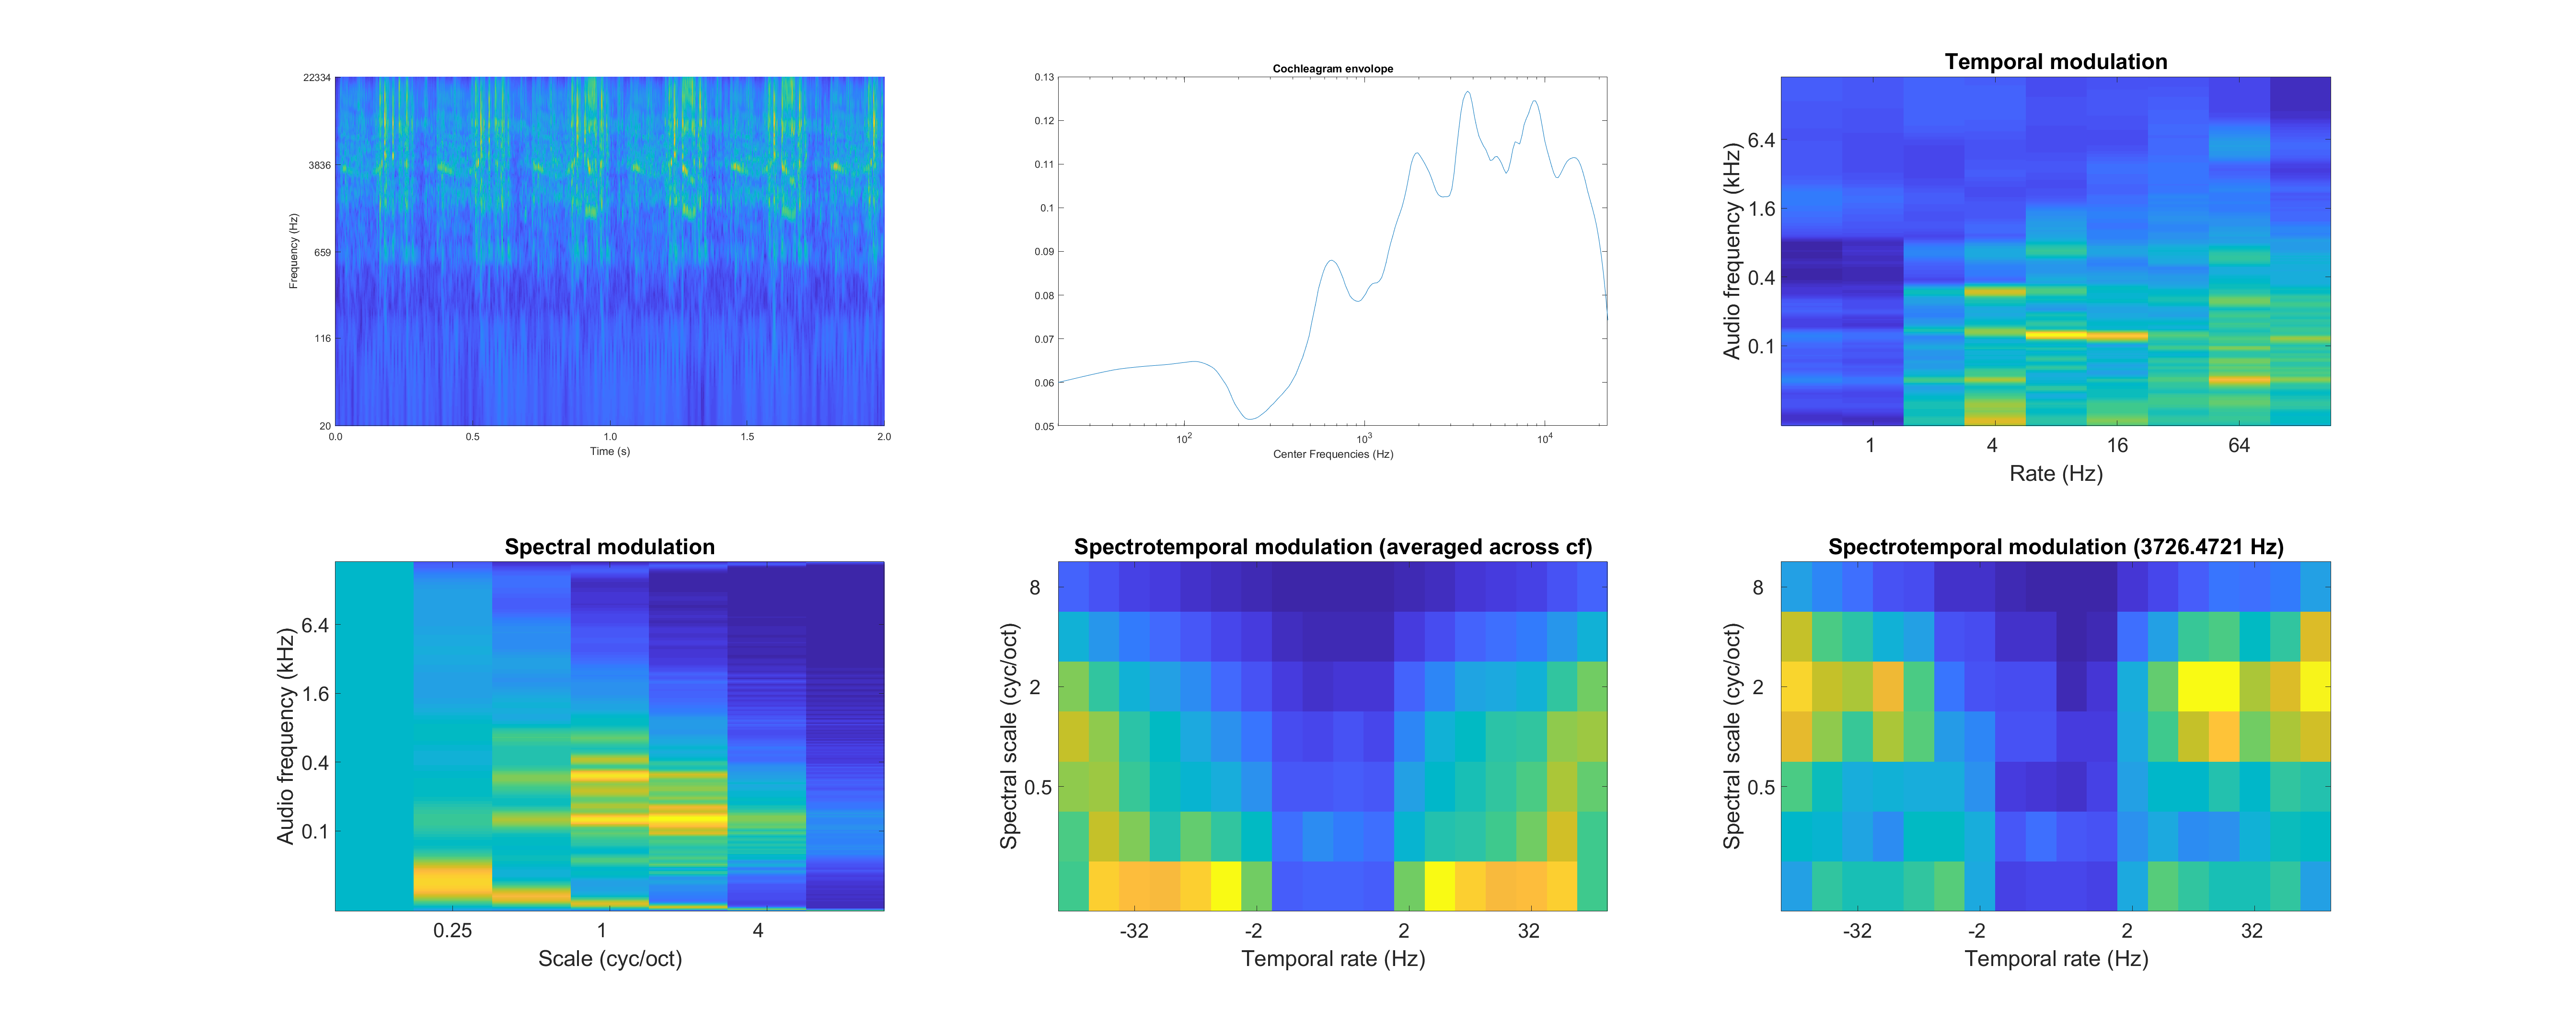 22334
3836
659
116
20
Frequency (Hz)
0.0 0.5 1.0 1.5 2.0
Time (s)
Cochleagram envolope
0.13
0.12
0.11
0.1
0.09
0.08
0.07
0.06
0.05
10^2 10^3 10^4
Center Frequencies (Hz)
Temporal modulation
6.4
1.6
0.4
0.1
Audio frequency (kHz)
1 4 16 64
Rate (Hz)
Spectral modulation
6.4
1.6
0.4
0.1
Audio frequency (kHz)
0.25 1 4
Scale (cyc/oct)
Spectrotemporal modulation (averaged across cf)
8
2
0.5
Spectral scale (cyc/oct)
-32 -2 2 32
Temporal rate (Hz)
Spectrotemporal modulation (3726.4721 Hz)
8
2
0.5
Spectral scale (cyc/oct)
-32 -2 2 32
Temporal rate (Hz)